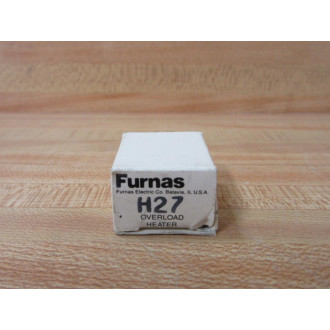 Furnas
Furnas Electric Co. Batavia, IL U.S.A.
H27
OVERLOAD
HEATER